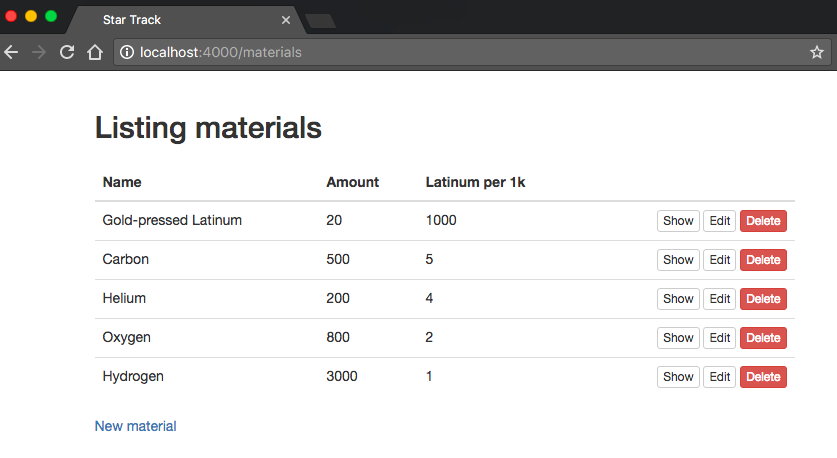 Star Track
localhost:4000/materials
Listing materials
Name Amount Latinum per 1k
Gold-pressed Latinum 20 1000 Show Edit Delete
Carbon 500 5 Show Edit Delete
Helium 200 4 Show Edit Delete
Oxygen 800 2 Show Edit Delete
Hydrogen 3000 1 Show Edit Delete
New material